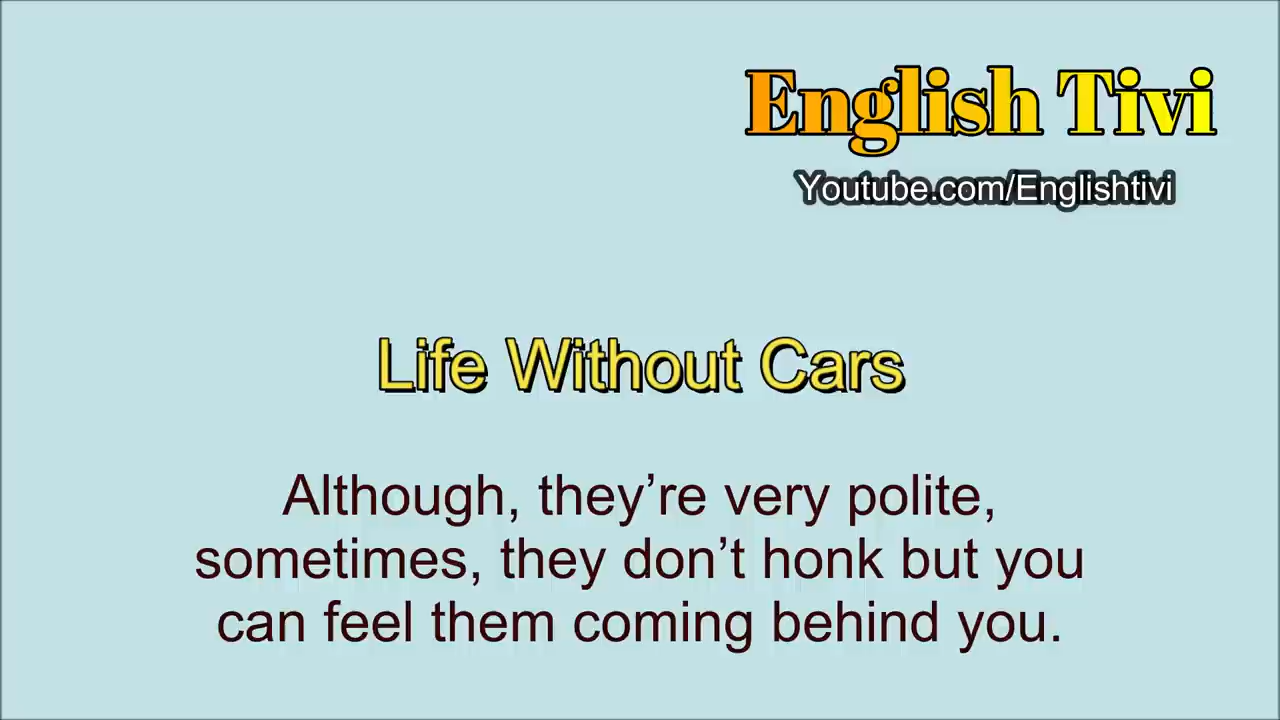 English Tivi
Youtube.com/Englishtivi
Life Without Cars
Although, they’re very polite,
sometimes, they don’t honk but you
can feel them coming behind you.